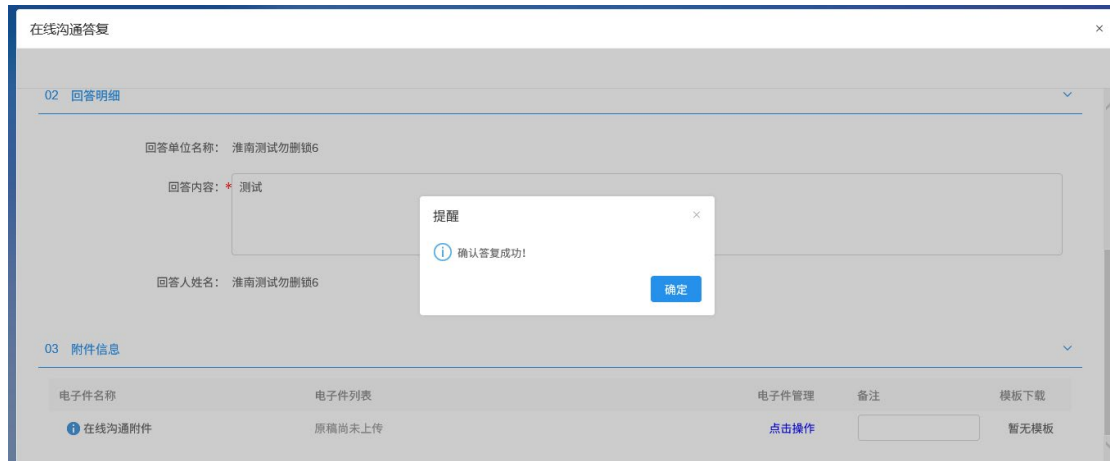 在线沟通答复
×
02 回答明细
回答单位名称: 淮南测试勿删锁6
回答内容: * 测试
提醒
×
确认答复成功!
确定
回答人姓名: 淮南测试勿删锁6
03 附件信息
电子件名称 电子件列表 电子件管理 备注 模板下载
在线沟通附件 原稿尚未上传 点击操作 暂无模板